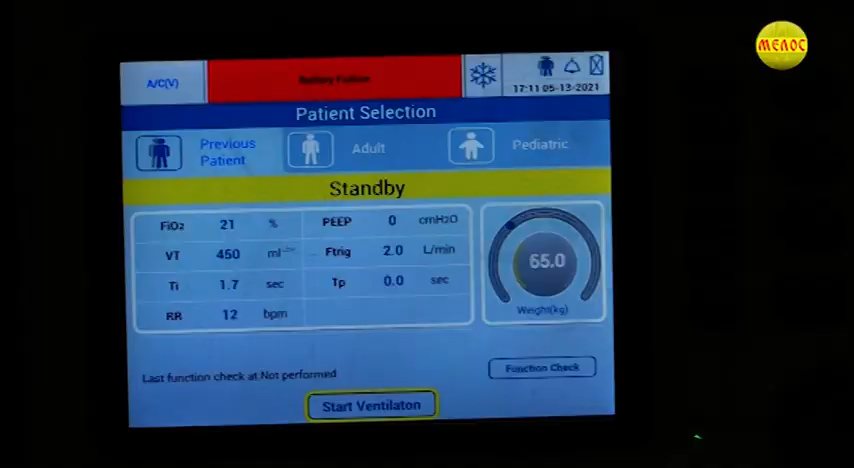 МЕЛОС
A/C(V)
Battery Failure
17:11 05-13-2021
Patient Selection
Previous Patient
Adult
Pediatric
Standby
FiO2 21 % PEEP 0 cmH2O
VT 450 ml Ftrig 2.0 L/min
Ti 1.7 sec Tp 0.0 sec
RR 12 bpm
65.0
Weight(kg)
Last function check at:Not performed
Function Check
Start Ventilaton